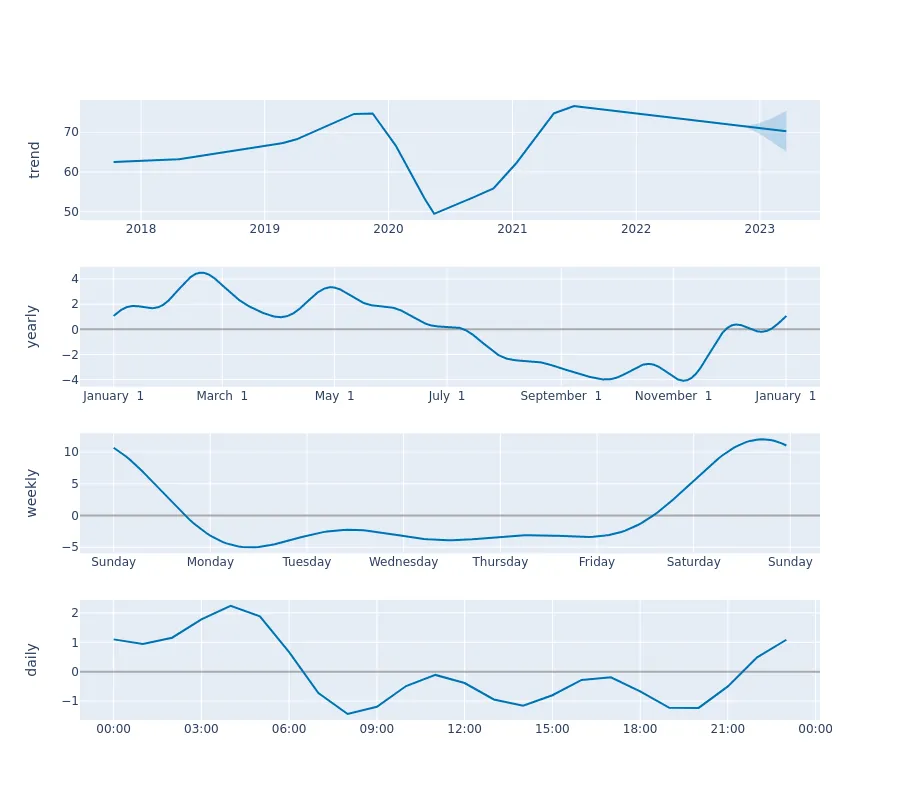 trend
70
60
50
2018 2019 2020 2021 2022 2023
yearly
4
2
0
−2
−4
January 1 March 1 May 1 July 1 September 1 November 1 January 1
weekly
10
5
0
−5
Sunday Monday Tuesday Wednesday Thursday Friday Saturday Sunday
daily
2
1
0
−1
00:00 03:00 06:00 09:00 12:00 15:00 18:00 21:00 00:00